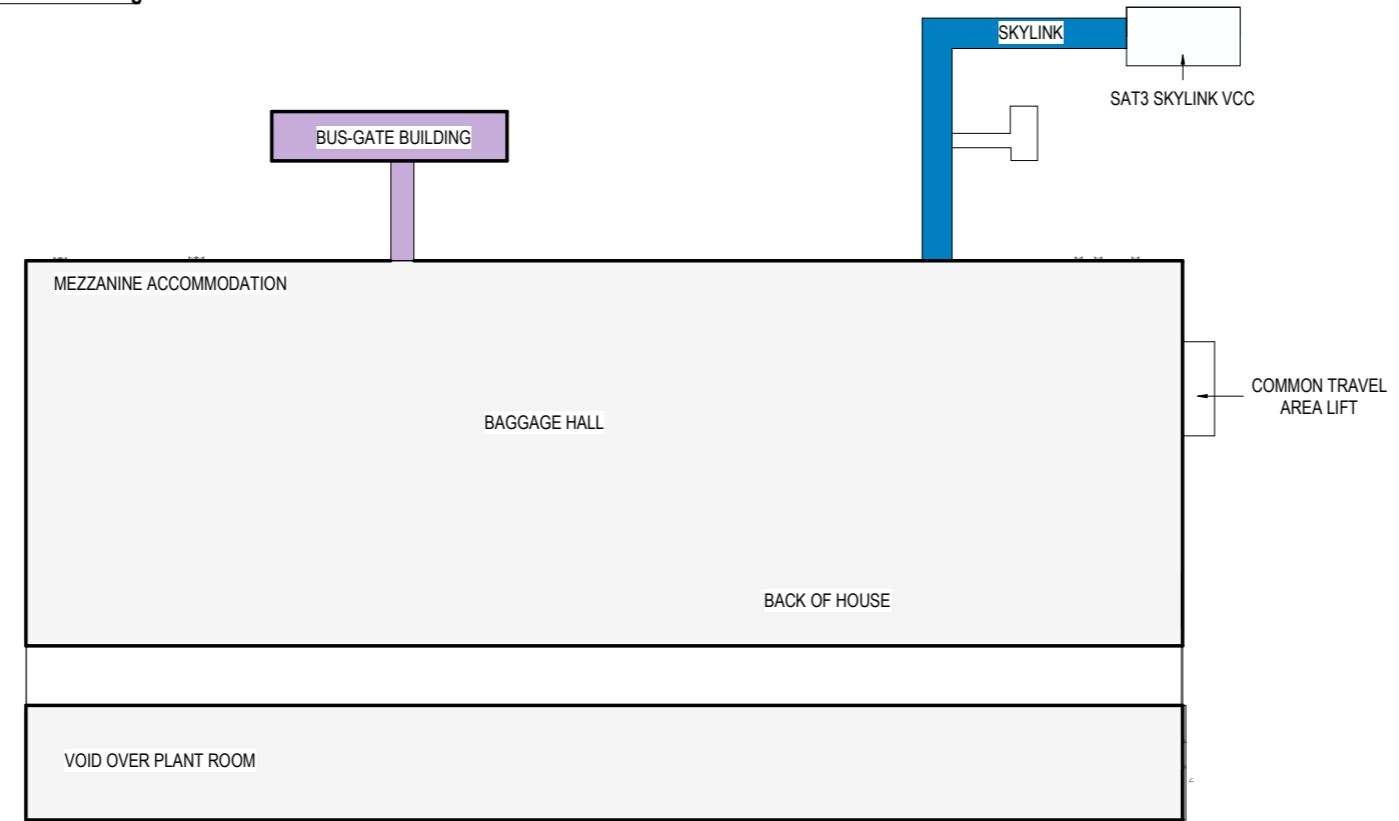 SKYLINK
SAT3 SKYLINK VCC
BUS-GATE BUILDING
MEZZANINE ACCOMMODATION
COMMON TRAVEL
AREA LIFT
BAGGAGE HALL
BACK OF HOUSE
VOID OVER PLANT ROOM